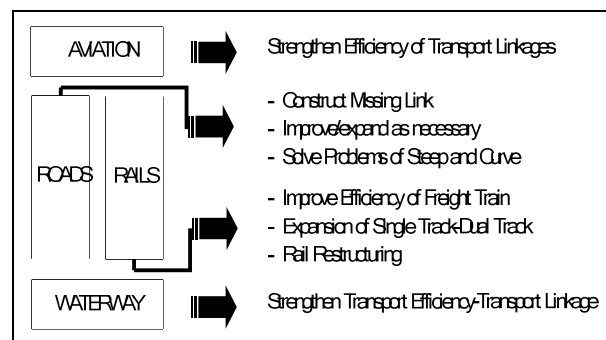 AVIATION
Strengthen Efficiency of Transport Linkages
ROADS
RAILS
- Construct Missing Link
- Improve/expand as necessary
- Solve Problems of Steep and Curve
- Improve Efficiency of Freight Train
- Expansion of Single Track-Dual Track
- Rail Restructuring
WATERWAY
Strengthen Transport Efficiency-Transport Linkage